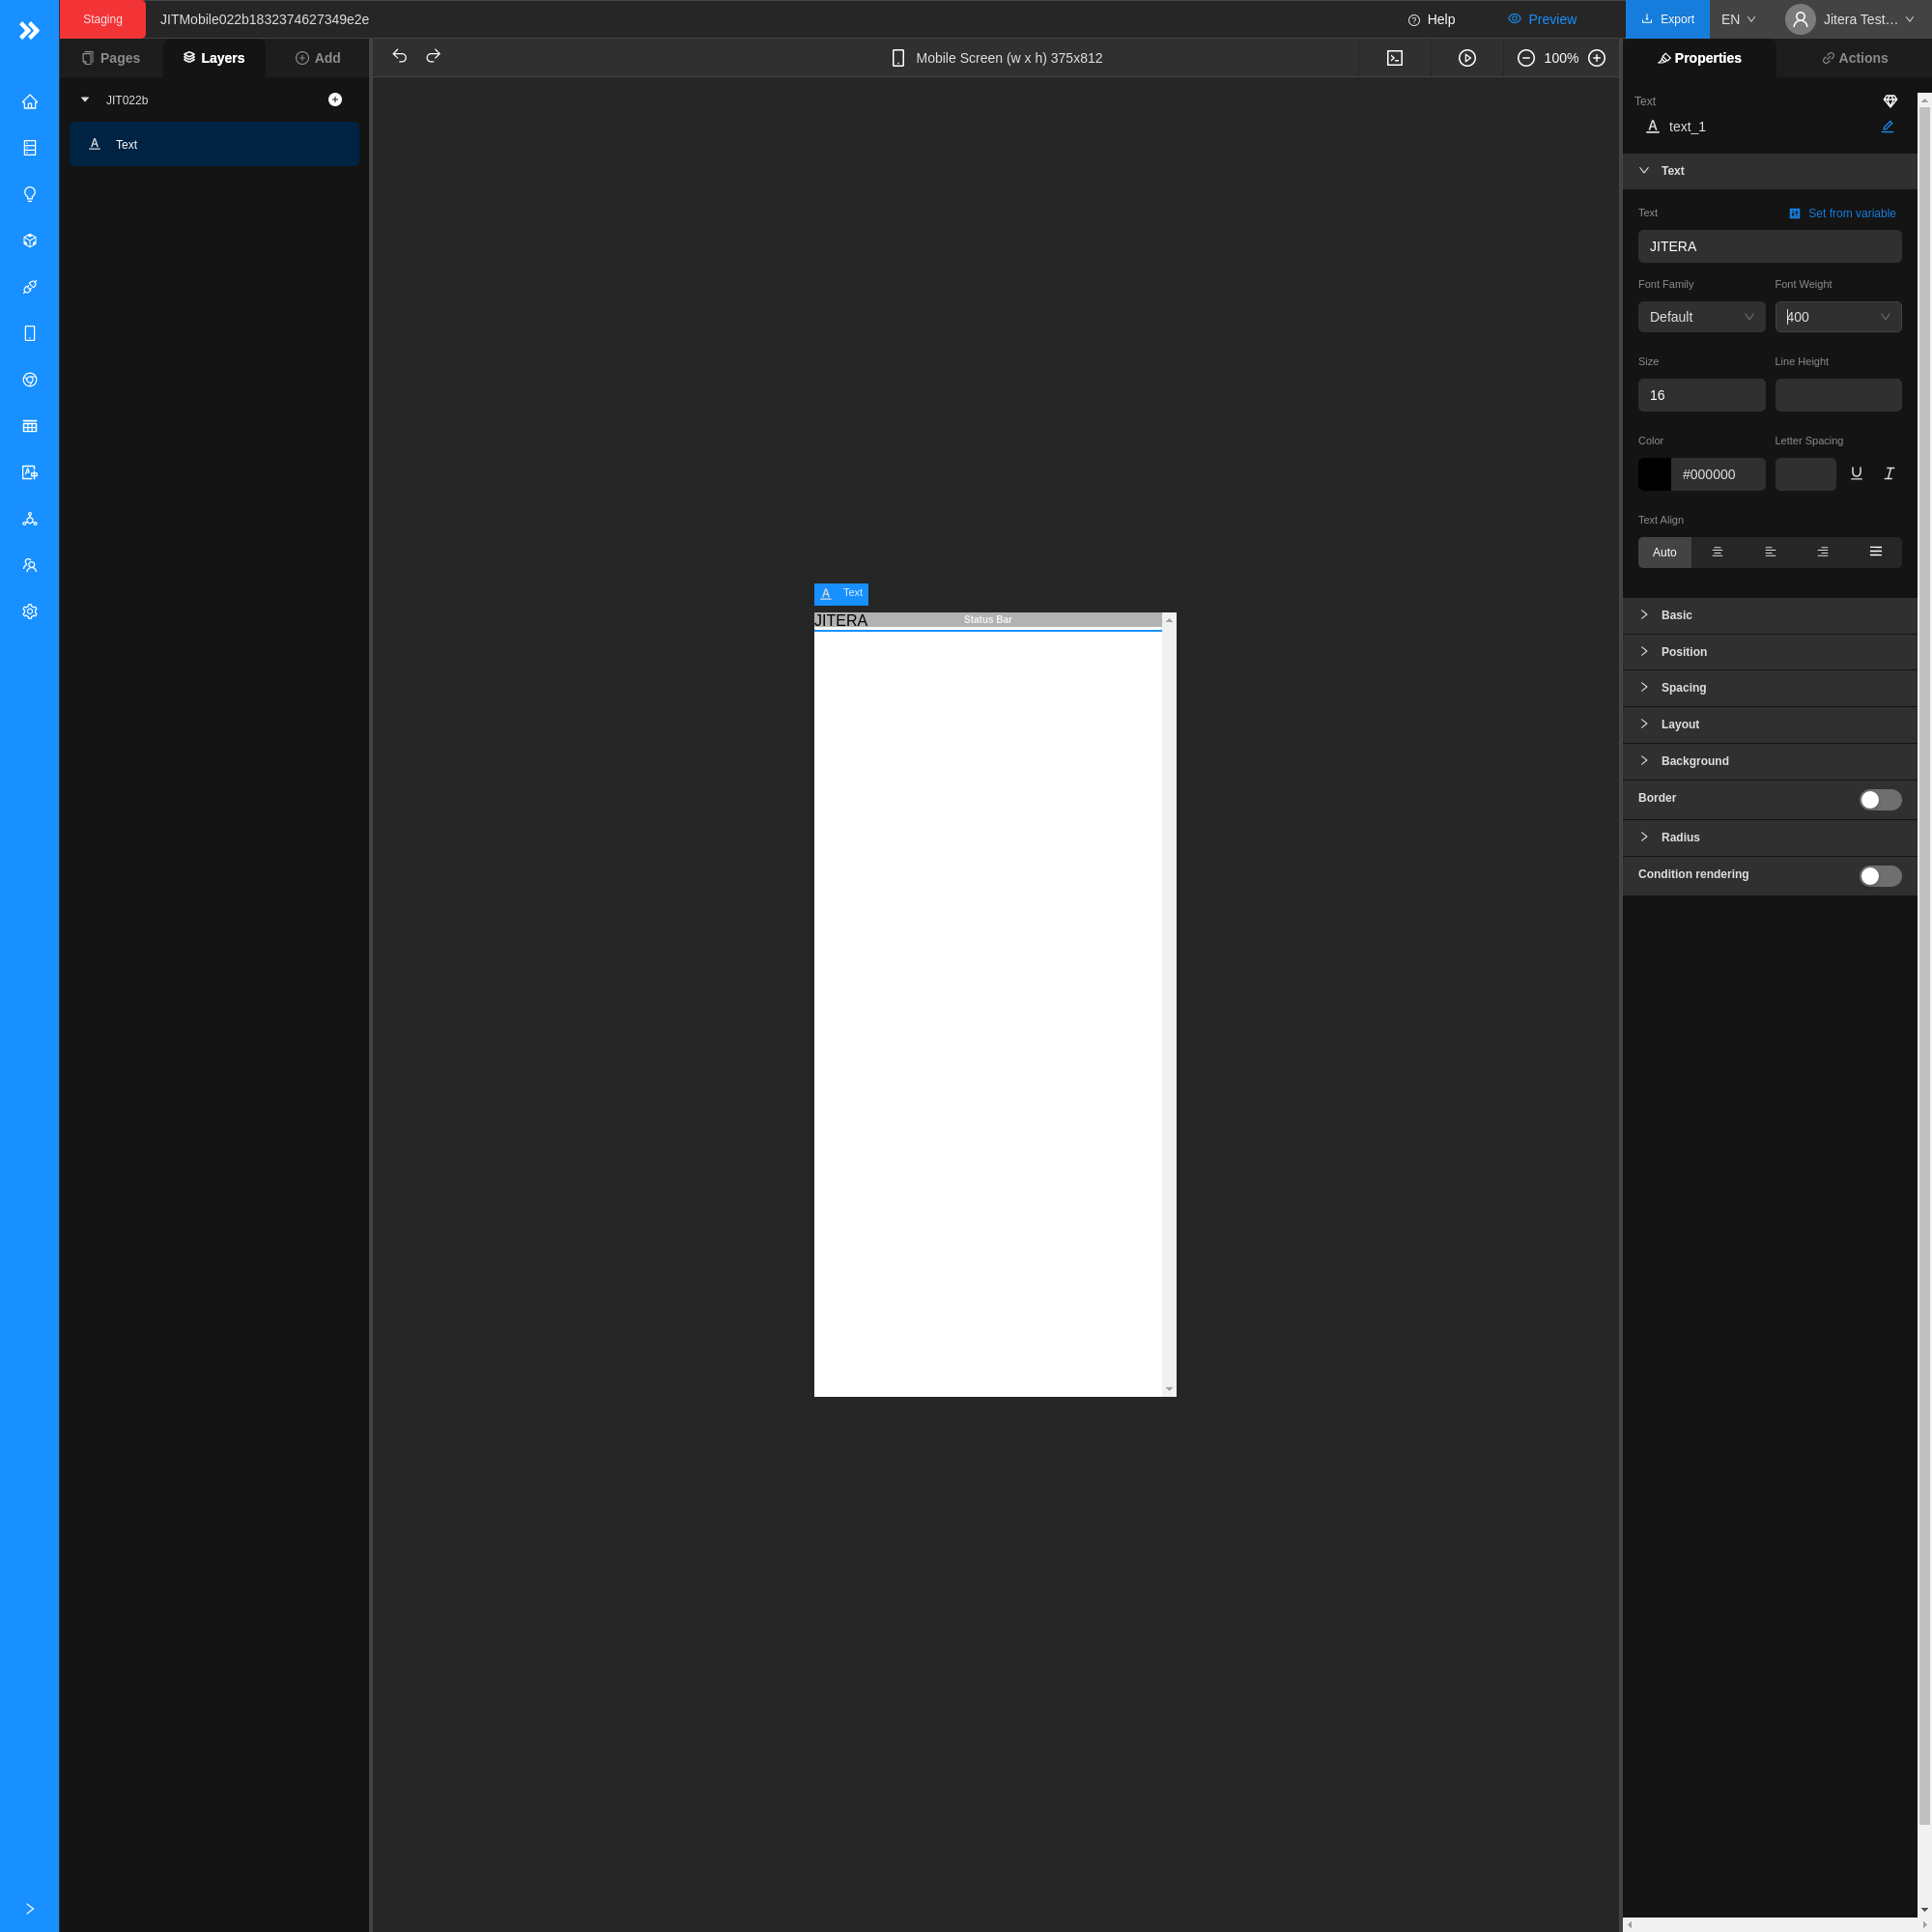 Staging
JITMobile022b1832374627349e2e
Help
Preview
Export
EN
Jitera Test…
Pages
Layers
Add
Mobile Screen (w x h) 375x812
100%
Properties
Actions
JIT022b
Text
Text
text_1
Text
Text
Set from variable
JITERA
Font Family
Font Weight
Default
400
Size
Line Height
16
Color
Letter Spacing
#000000
Text Align
Auto
Text
JITERA
Status Bar
Basic
Position
Spacing
Layout
Background
Border
Radius
Condition rendering